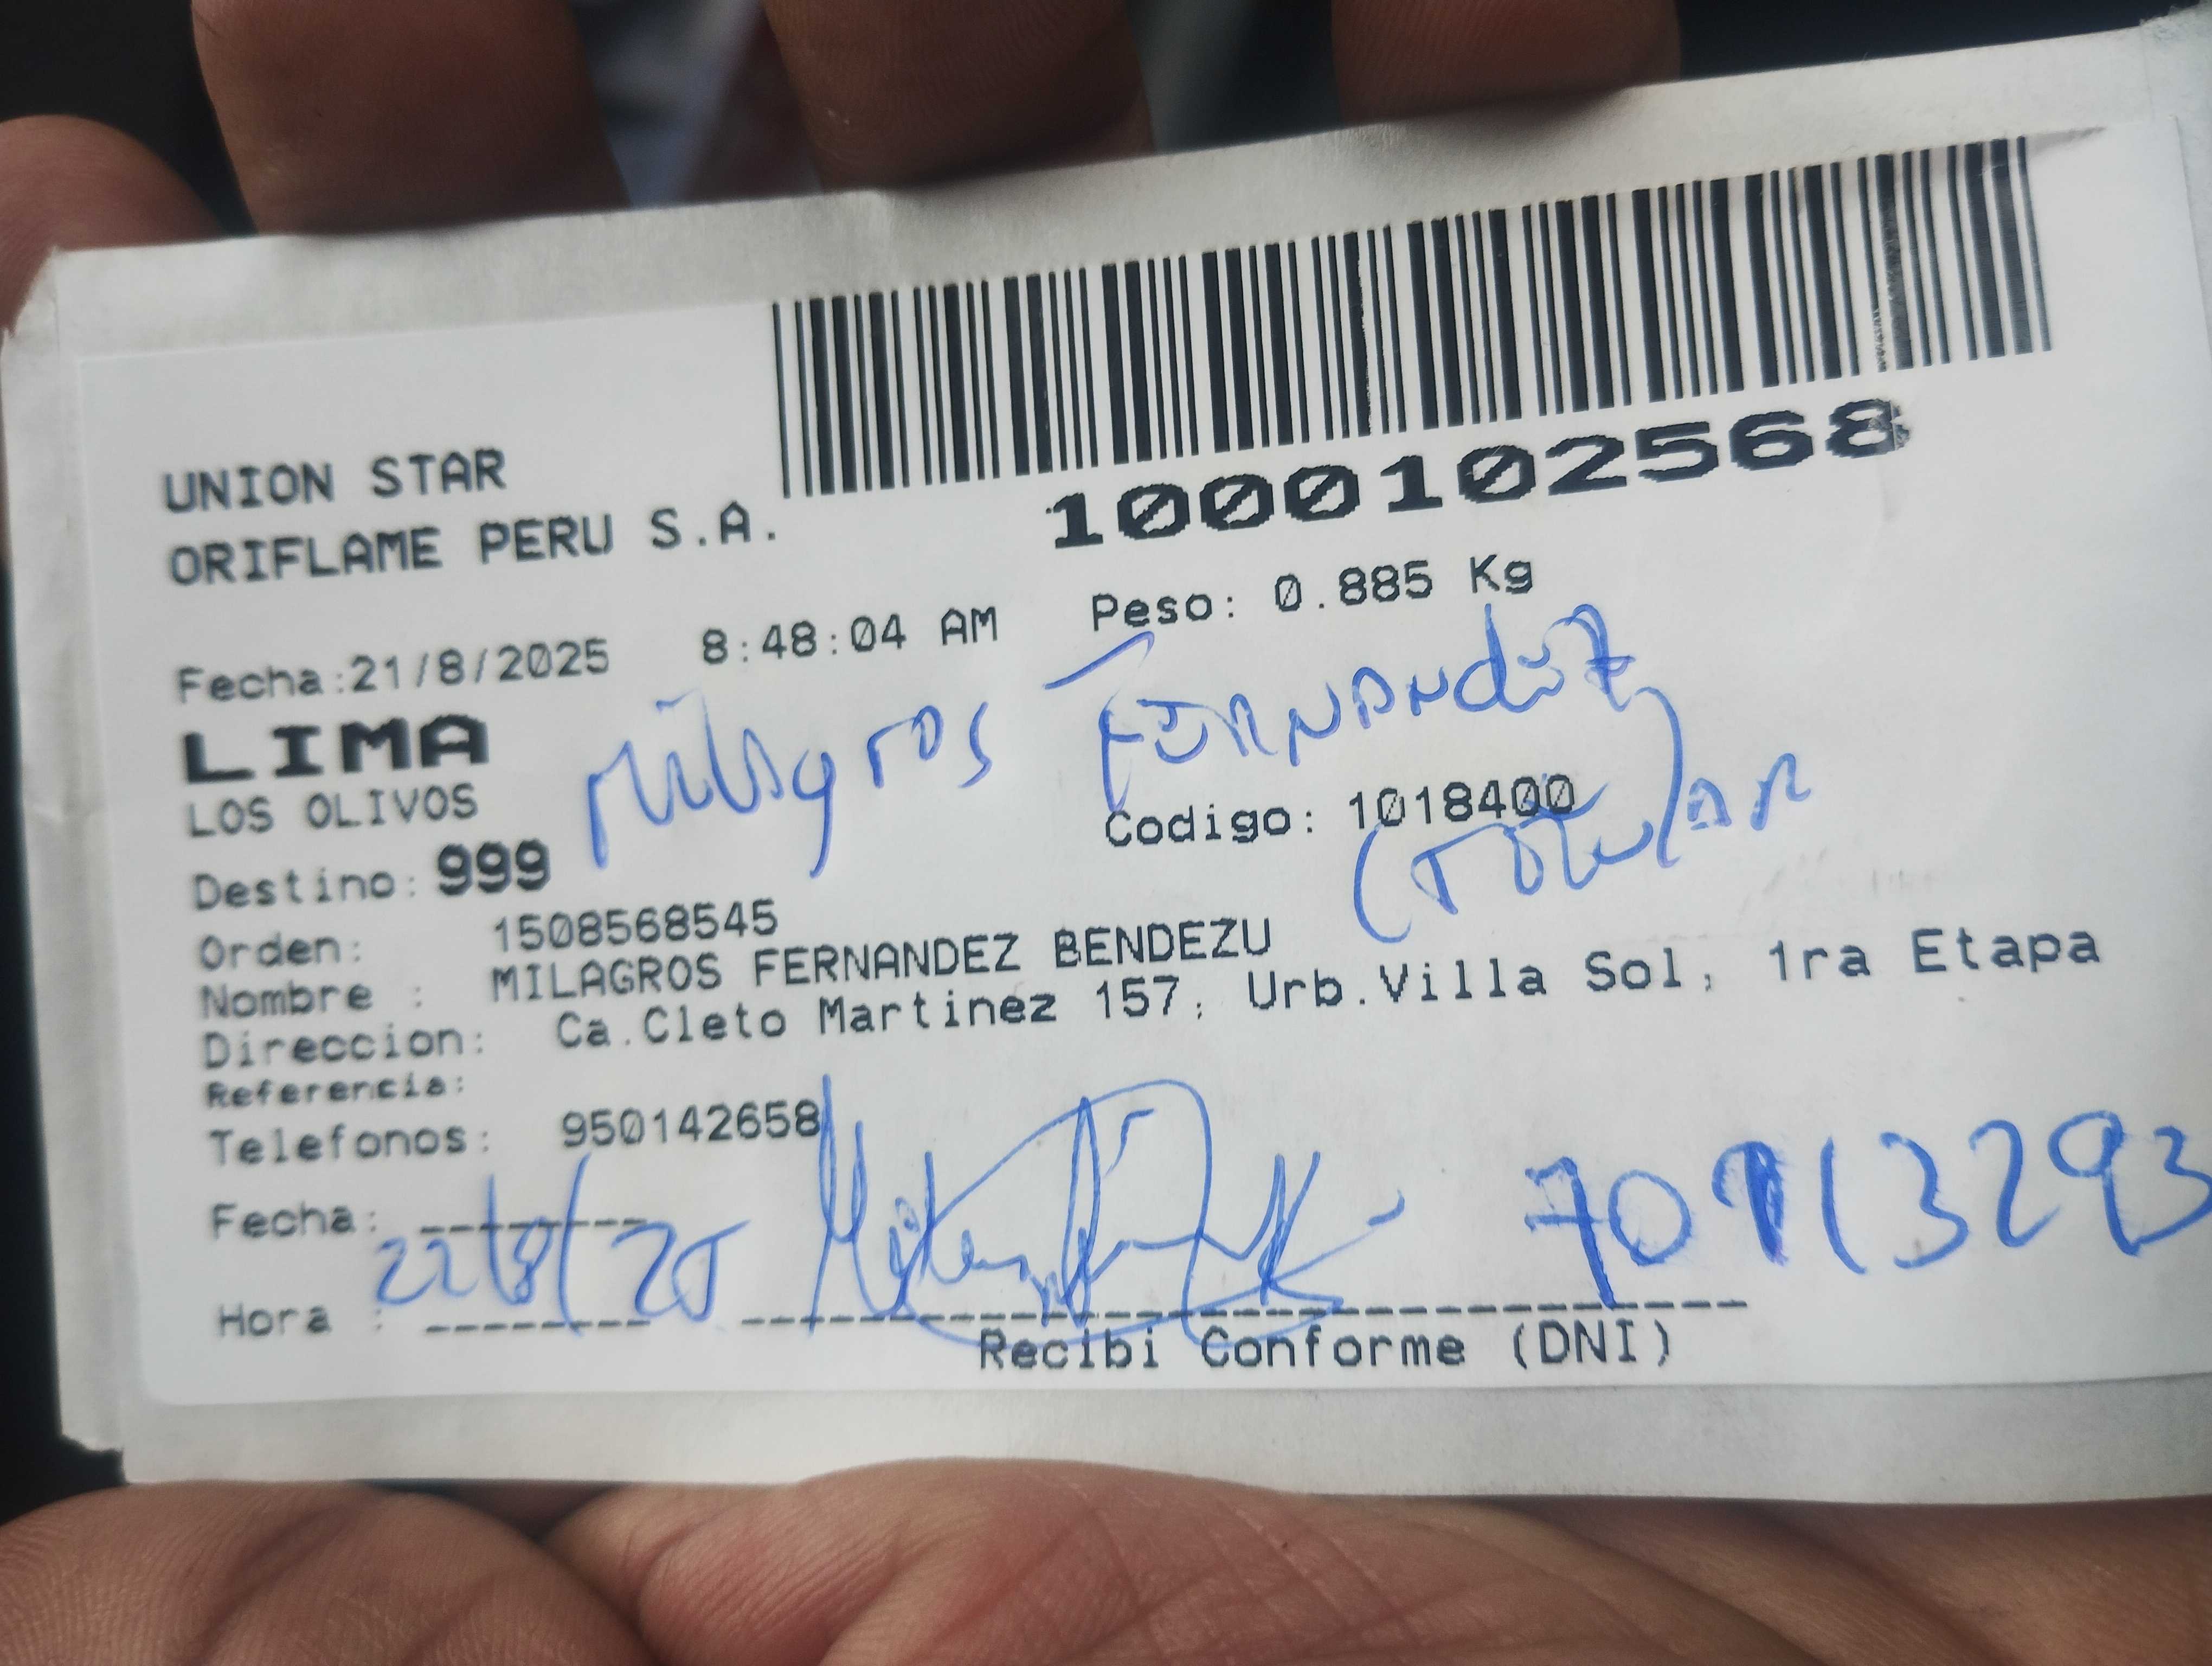 UNION STAR
ORIFLAME PERU S.A.
1000102568
Fecha:21/8/2025 8:48:04 AM Peso: 0.885 Kg
LIMA
Milagros FERNANdEZ
LOS OLIVOS
Codigo: 1018400
(TiTulAR
Destino: 999
Orden: 1508568545
Nombre : MILAGROS FERNANDEZ BENDEZU
Direccion: Ca.Cleto Martinez 157, Urb.Villa Sol, 1ra Etapa
Referencia:
Telefonos: 950142658
Fecha: 22/8/25
Hora :
Recibi Conforme (DNI)